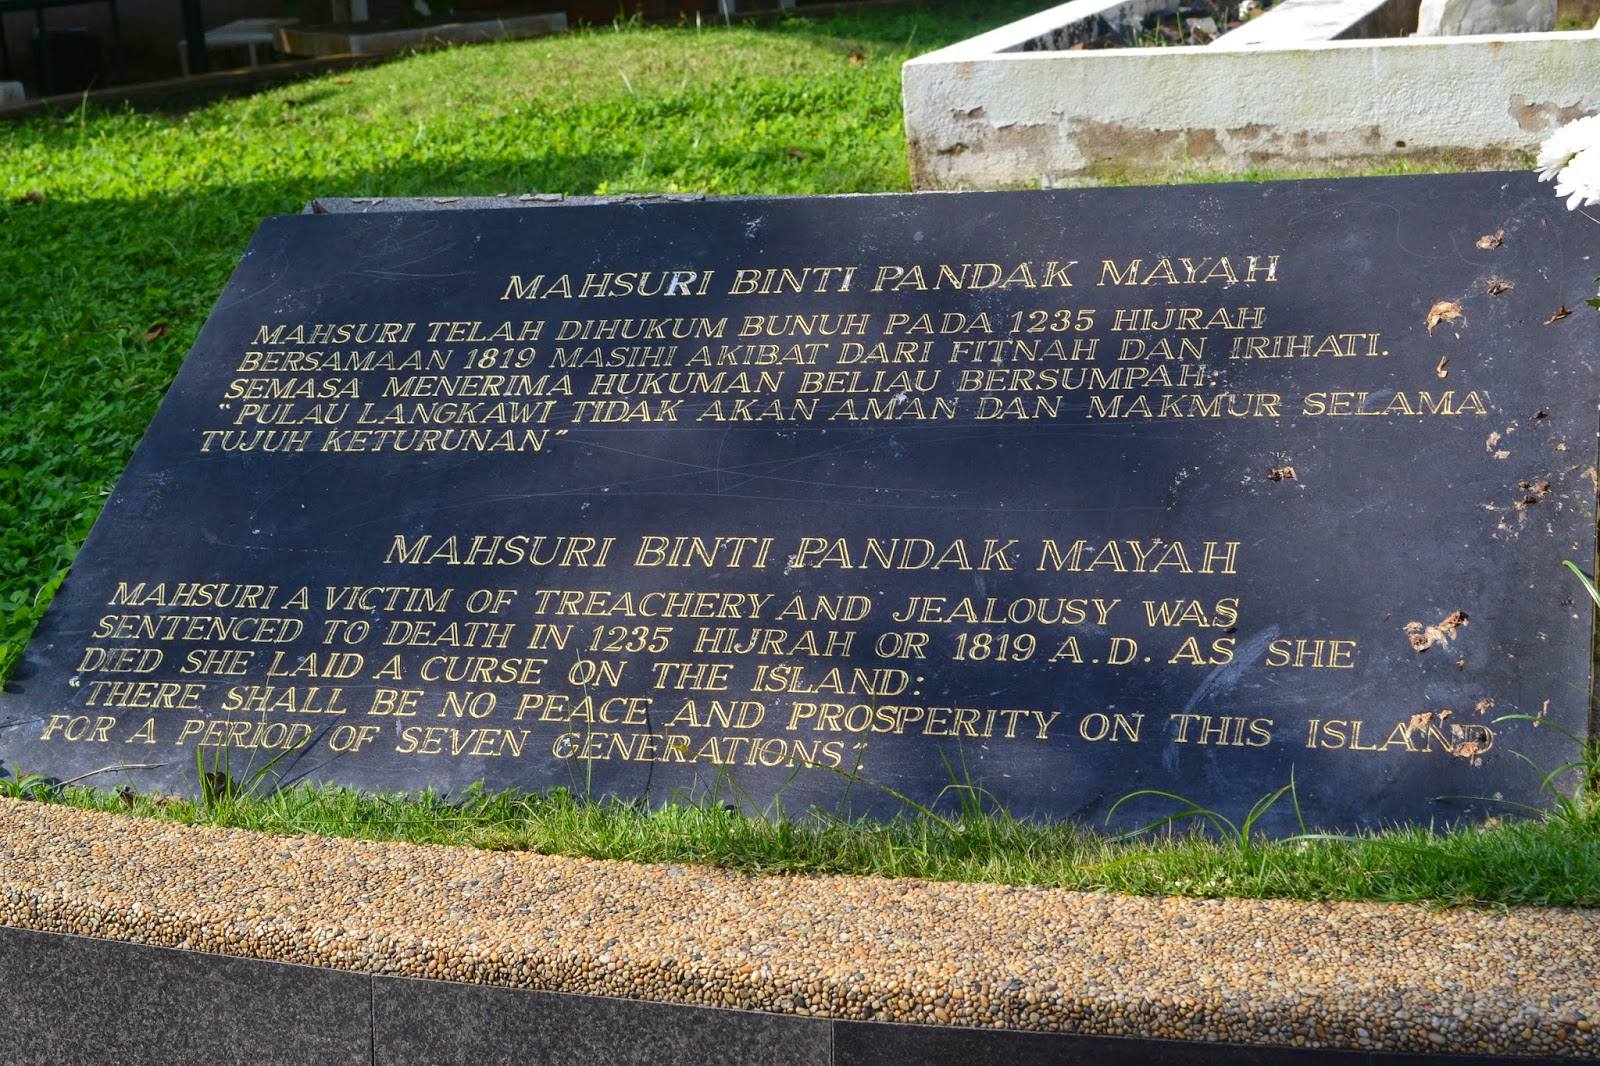 MAHSURI BINTI PANDAK MAYAH
MAHSURI TELAH DIHUKUM BUNUH PADA 1235 HIJRAH
BERSAMAAN 1819 MASIHI AKIBAT DARI FITNAH DAN IRIHATI.
SEMASA MENERIMA HUKUMAN BELIAU BERSUMPAH:
"PULAU LANGKAWI TIDAK AKAN AMAN DAN MAKMUR SELAMA
TUJUH KETURUNAN"
MAHSURI BINTI PANDAK MAYAH
MAHSURI A VICTIM OF TREACHERY AND JEALOUSY WAS
SENTENCED TO DEATH IN 1235 HIJRAH OR 1819 A.D. AS SHE
DIED SHE LAID A CURSE ON THE ISLAND:
"THERE SHALL BE NO PEACE AND PROSPERITY ON THIS ISLAND
FOR A PERIOD OF SEVEN GENERATIONS"